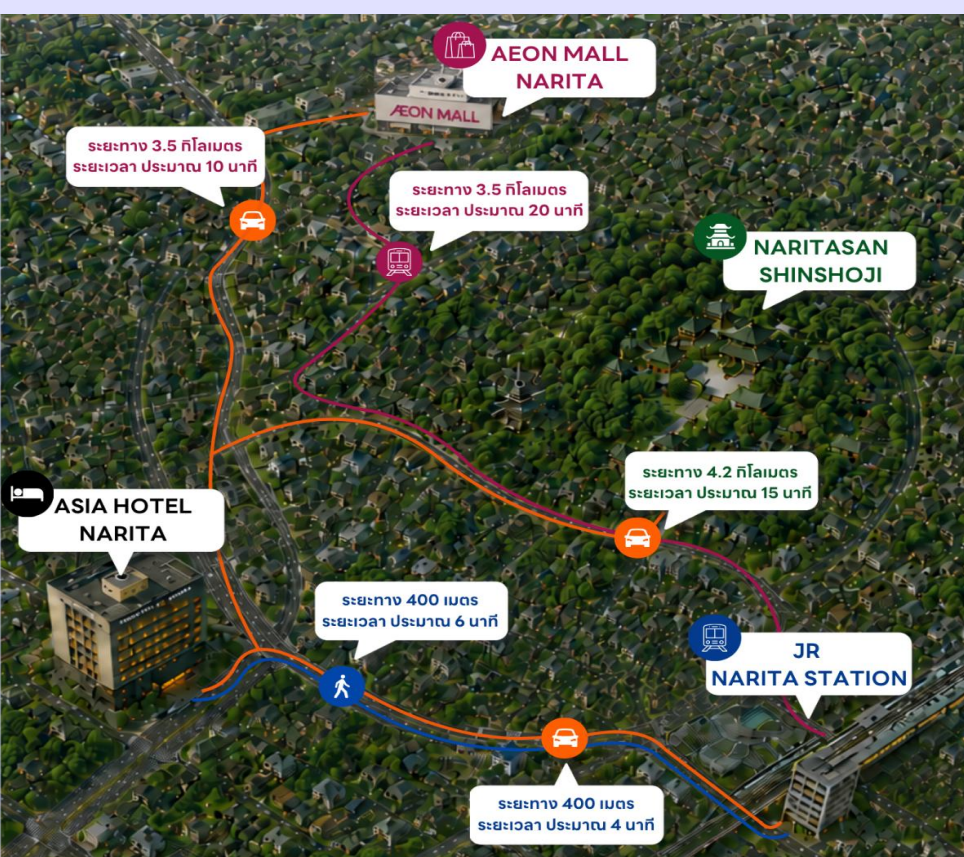 AEON MALL
NARITA
ÆON MALL
ระยะทาง 3.5 กิโลเมตร
ระยะเวลา ประมาณ 10 นาที
ระยะทาง 3.5 กิโลเมตร
ระยะเวลา ประมาณ 20 นาที
NARITASAN
SHINSHOJI
ระยะทาง 4.2 กิโลเมตร
ระยะเวลา ประมาณ 15 นาที
ASIA HOTEL
NARITA
ระยะทาง 400 เมตร
ระยะเวลา ประมาณ 6 นาที
JR
NARITA STATION
ระยะทาง 400 เมตร
ระยะเวลา ประมาณ 4 นาที